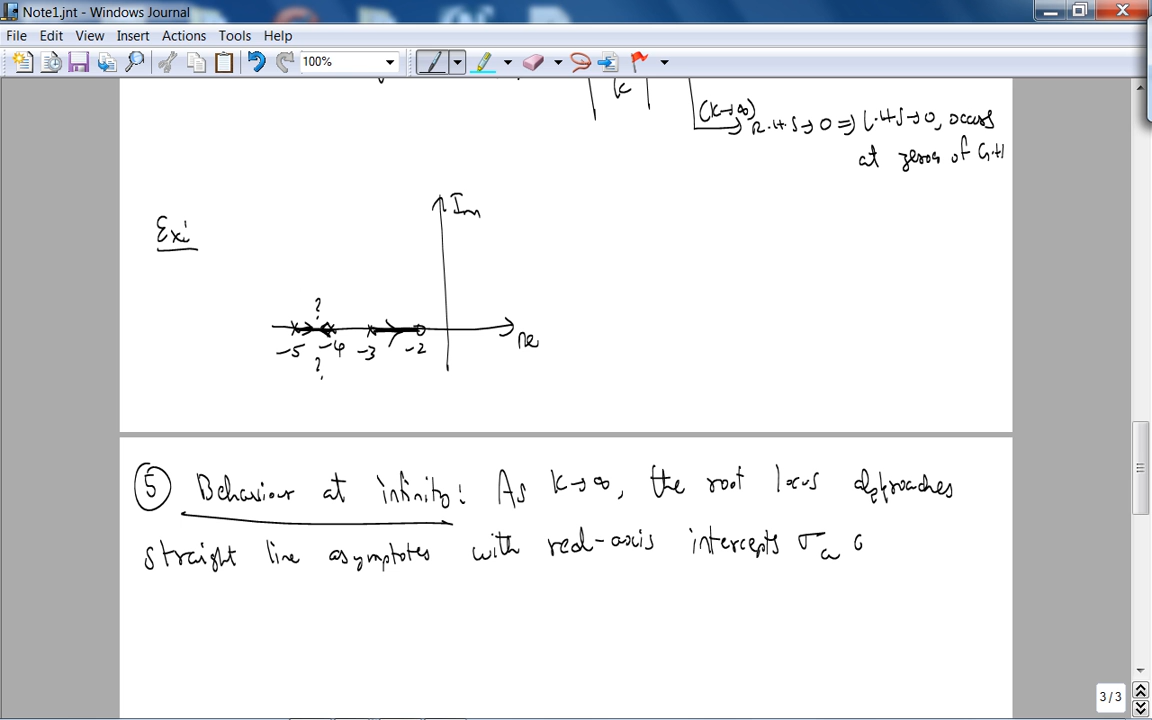 Note1.jnt - Windows Journal
File Edit View Insert Actions Tools Help
100%
K
(K→∞)
R.H.S→0 ⇒ L.H.S→0, occurs
at zeros of G.H
Ex:
Im
?
-5 -4 -3 -2
Re
?
⑤ Behaviour at infinity: As K→∞, the root locus approaches
straight line asymptotes with real-axis intercepts σa
3/3